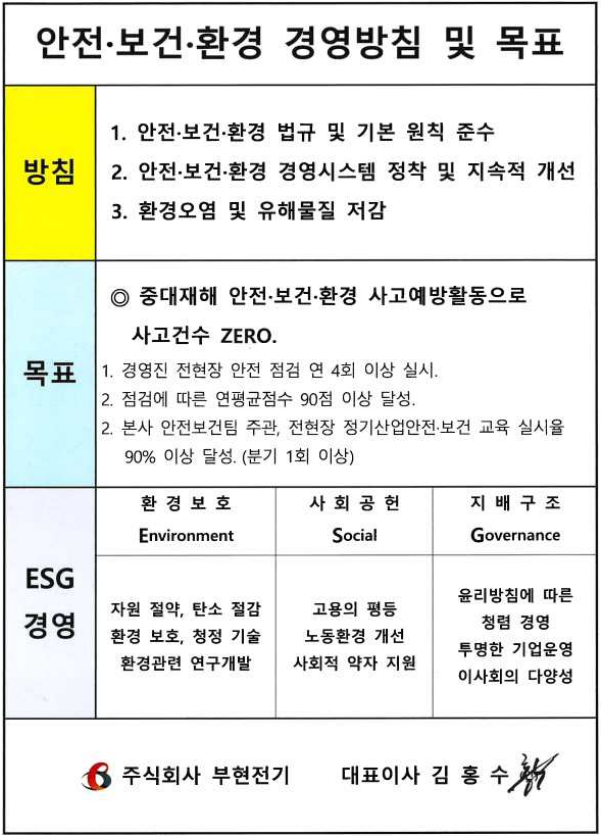 안전·보건·환경 경영방침 및 목표
방침
1. 안전·보건·환경 법규 및 기본 원칙 준수
2. 안전·보건·환경 경영시스템 정착 및 지속적 개선
3. 환경오염 및 유해물질 저감
목표
◎ 중대재해 안전·보건·환경 사고예방활동으로
사고건수 ZERO.
1. 경영진 전현장 안전 점검 연 4회 이상 실시.
2. 점검에 따른 연평균점수 90점 이상 달성.
2. 본사 안전보건팀 주관, 전현장 정기산업안전·보건 교육 실시율
90% 이상 달성. (분기 1회 이상)
ESG
경영
환 경 보 호
Environment
자원 절약, 탄소 절감
환경 보호, 청정 기술
환경관련 연구개발
사 회 공 헌
Social
고용의 평등
노동환경 개선
사회적 약자 지원
지 배 구 조
Governance
윤리방침에 따른
청렴 경영
투명한 기업운영
이사회의 다양성
주식회사 부현전기 대표이사 김 홍 수